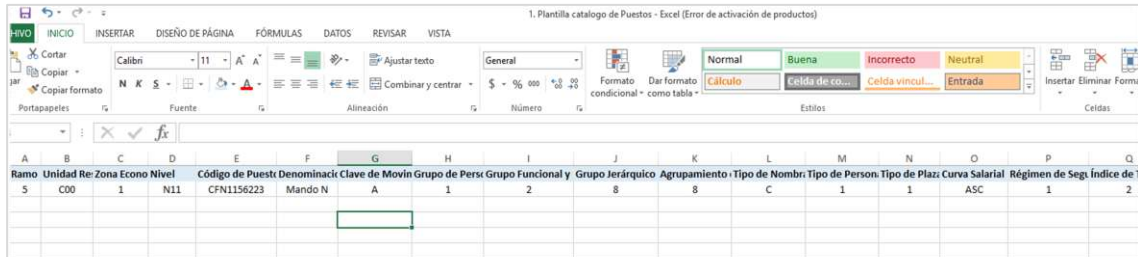 1. Plantilla catalogo de Puestos - Excel (Error de activación de productos)
HIVO INICIO INSERTAR DISEÑO DE PÁGINA FÓRMULAS DATOS REVISAR VISTA
Cortar
Copiar
Copiar formato
Portapapeles
Calibri 11
N K S
Fuente
Ajustar texto
Combinar y centrar
Alineación
General
$ - % 000
Número
Formato condicional
Dar formato como tabla
Normal Buena Incorrecto Neutral
Cálculo Celda de co... Celda vincul... Entrada
Estilos
Insertar Eliminar Forma
Celdas
fx
A B C D E F G H I J K L M N O P Q
Ramo Unidad Re Zona Econo Nivel Código de Puest Denominaci Clave de Movin Grupo de Pers Grupo Funcional y Grupo Jerárquico Agrupamiento Tipo de Nombr Tipo de Person Tipo de Plaz Curva Salarial Régimen de Segu Índice de T
5 C00 1 N11 CFN1156223 Mando N A 1 2 8 8 C 1 1 ASC 1 2